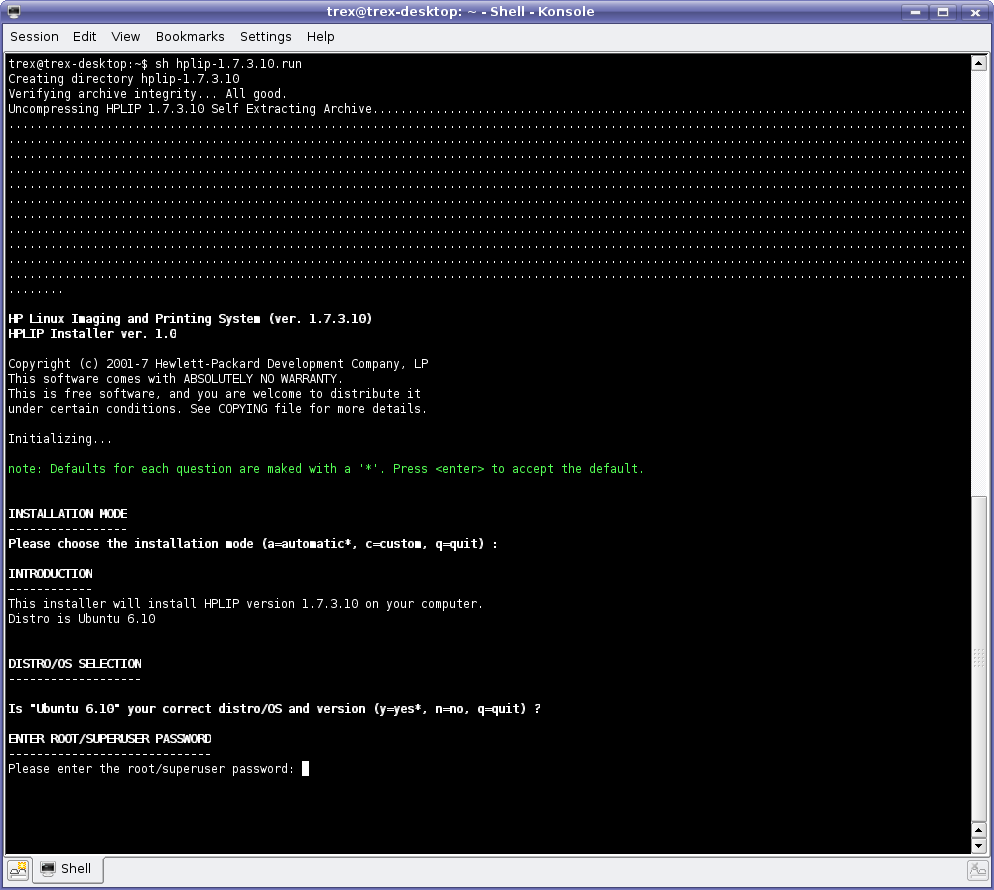 trex@trex-desktop: ~ - Shell - Konsole
Session Edit View Bookmarks Settings Help
trex@trex-desktop:~$ sh hplip-1.7.3.10.run
Creating directory hplip-1.7.3.10
Verifying archive integrity... All good.
Uncompressing HPLIP 1.7.3.10 Self Extracting Archive.....................................................................................
.........................................................................................................................................
.........................................................................................................................................
.........................................................................................................................................
.........................................................................................................................................
.........................................................................................................................................
.........................................................................................................................................
.........................................................................................................................................
.........................................................................................................................................
.........................................................................................................................................
.........................................................................................................................................
.........................................................................................................................................
........
HP Linux Imaging and Printing System (ver. 1.7.3.10)
HPLIP Installer ver. 1.0
Copyright (c) 2001-7 Hewlett-Packard Development Company, LP
This software comes with ABSOLUTELY NO WARRANTY.
This is free software, and you are welcome to distribute it
under certain conditions. See COPYING file for more details.
Initializing...
note: Defaults for each question are maked with a '*'. Press <enter> to accept the default.
INSTALLATION MODE
-----------------
Please choose the installation mode (a=automatic*, c=custom, q=quit) :
INTRODUCTION
------------
This installer will install HPLIP version 1.7.3.10 on your computer.
Distro is Ubuntu 6.10
DISTRO/OS SELECTION
-------------------
Is "Ubuntu 6.10" your correct distro/OS and version (y=yes*, n=no, q=quit) ?
ENTER ROOT/SUPERUSER PASSWORD
-----------------------------
Please enter the root/superuser password:
Shell